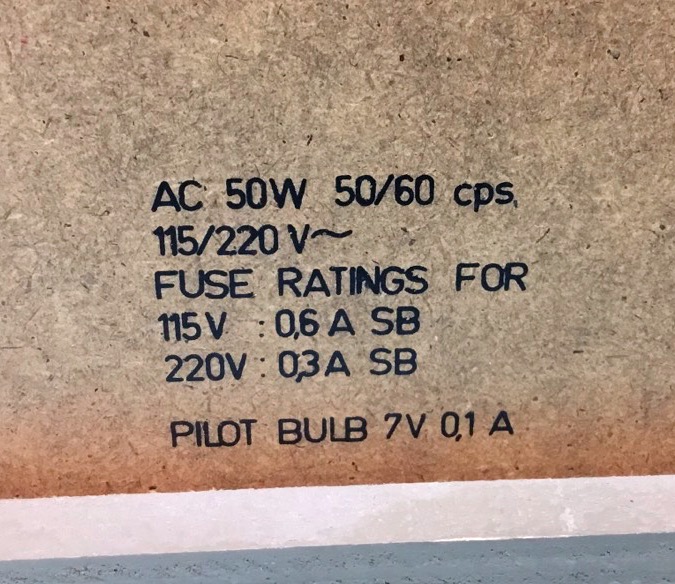 AC 50W 50/60 cps.
115/220 V~
FUSE RATINGS FOR
115V : 0,6 A SB
220V : 0,3 A SB
PILOT BULB 7V 0,1 A